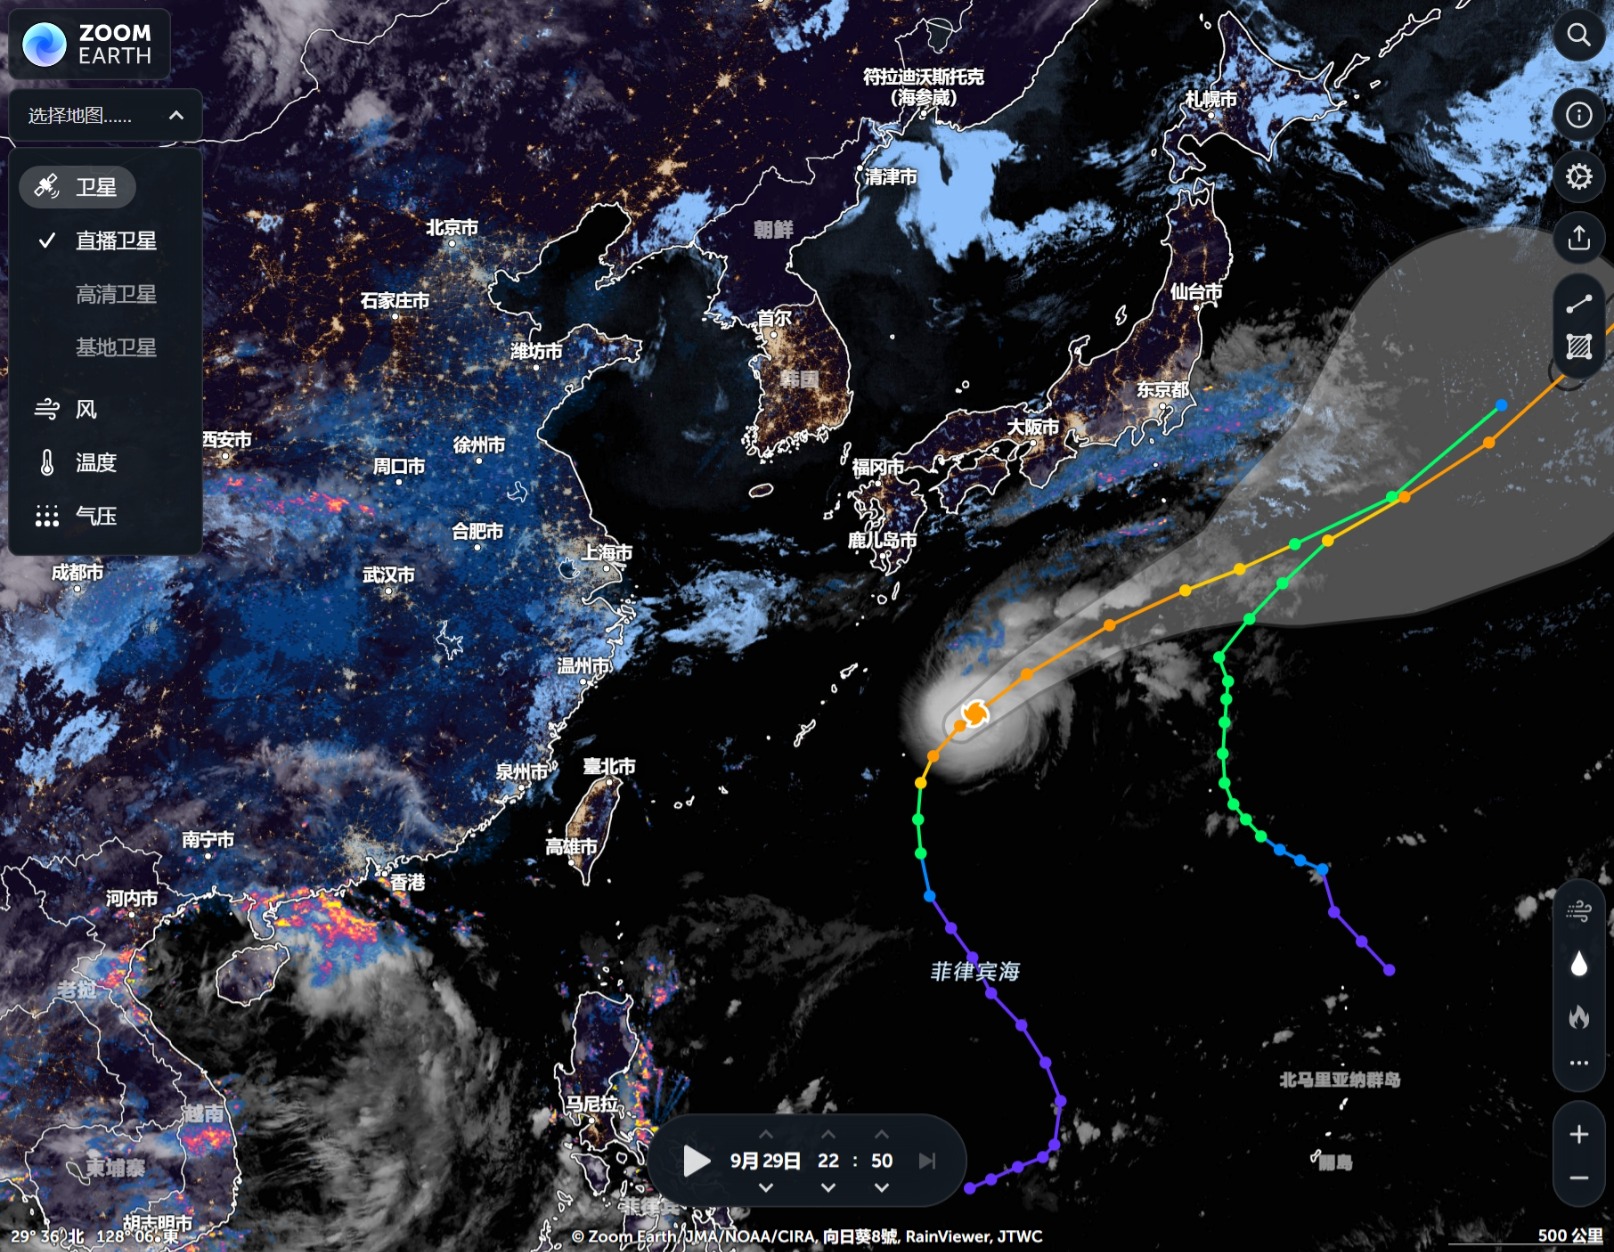 ZOOM
EARTH
选择地图......
卫星
直播卫星
高清卫星
基地卫星
风
温度
气压
符拉迪沃斯托克
(海参崴)
札幌市
清津市
北京市
朝鲜
石家庄市
仙台市
首尔
潍坊市
韩国
东京都
大阪市
西安市
徐州市
周口市
福冈市
合肥市
鹿儿岛市
上海市
成都市
武汉市
温州市
泉州市
臺北市
南宁市
高雄市
香港
河内市
菲律宾海
老挝
北马里亚纳群岛
马尼拉
越南
柬埔寨
關島
菲律宾
胡志明市
9月29日 22 : 50
29° 36' 北 128° 06' 東
© Zoom Earth/JMA/NOAA/CIRA, 向日葵8號, RainViewer, JTWC
500 公里